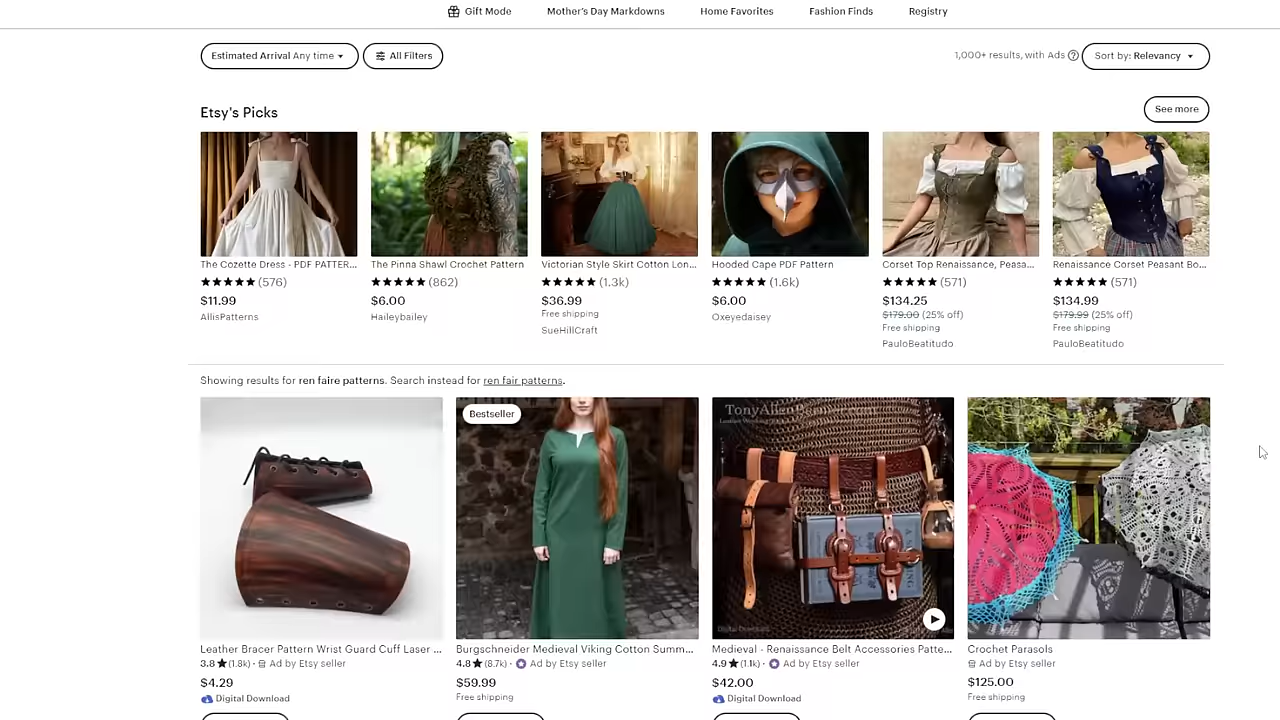 Gift Mode
Mother's Day Markdowns
Home Favorites
Fashion Finds
Registry
Estimated Arrival Any time
All Filters
1,000+ results, with Ads ?
Sort by: Relevancy
Etsy's Picks
See more
The Cozette Dress - PDF PATTER...
(576)
$11.99
AllisPatterns
The Pinna Shawl Crochet Pattern
(862)
$6.00
Haileybailey
Victorian Style Skirt Cotton Lon...
(1.3k)
$36.99
Free shipping
SueHillCraft
Hooded Cape PDF Pattern
(1.6k)
$6.00
Oxeyedaisey
Corset Top Renaissance, Peasa...
(571)
$134.25
$179.00 (25% off)
Free shipping
PauloBeatitudo
Renaissance Corset Peasant Bo...
(571)
$134.99
$179.99 (25% off)
Free shipping
PauloBeatitudo
Showing results for ren faire patterns. Search instead for ren fair patterns.
Leather Bracer Pattern Wrist Guard Cuff Laser ...
3.8 (1.8k) · Ad by Etsy seller
$4.29
Digital Download
Bestseller
Burgschneider Medieval Viking Cotton Summ...
4.8 (8.7k) · Ad by Etsy seller
$59.99
Free shipping
Digital Download
Medieval - Renaissance Belt Accessories Patte...
4.9 (1.1k) · Ad by Etsy seller
$42.00
Digital Download
Crochet Parasols
Ad by Etsy seller
$125.00
Free shipping